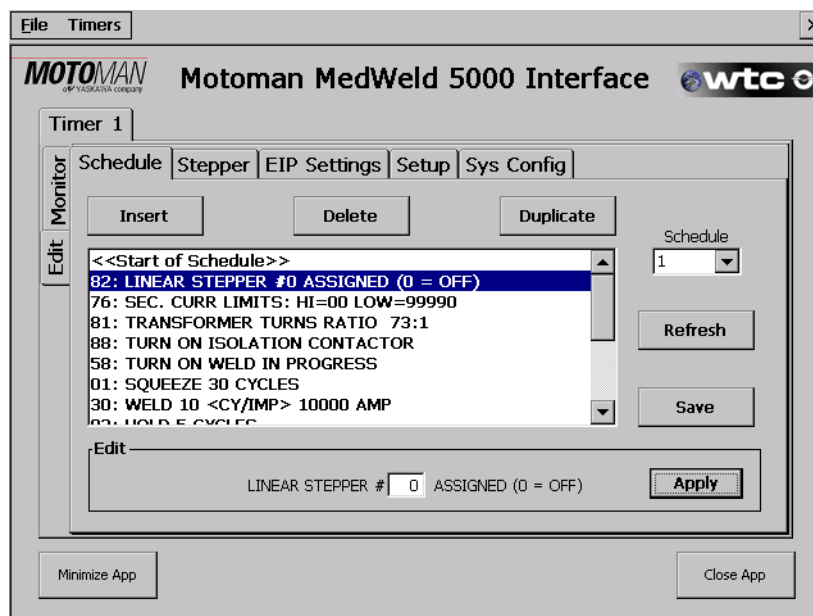 File Timers
MOTOMAN
a YASKAWA company
Motoman MedWeld 5000 Interface
wtc
Timer 1
Monitor
Edit
Schedule Stepper EIP Settings Setup Sys Config
Insert Delete Duplicate
Schedule
1
<<Start of Schedule>>
82: LINEAR STEPPER #0 ASSIGNED (0 = OFF)
76: SEC. CURR LIMITS: HI=00 LOW=99990
81: TRANSFORMER TURNS RATIO 73:1
88: TURN ON ISOLATION CONTACTOR
58: TURN ON WELD IN PROGRESS
01: SQUEEZE 30 CYCLES
30: WELD 10 <CY/IMP> 10000 AMP
Refresh
Save
Edit
LINEAR STEPPER # 0 ASSIGNED (0 = OFF)
Apply
Minimize App
Close App